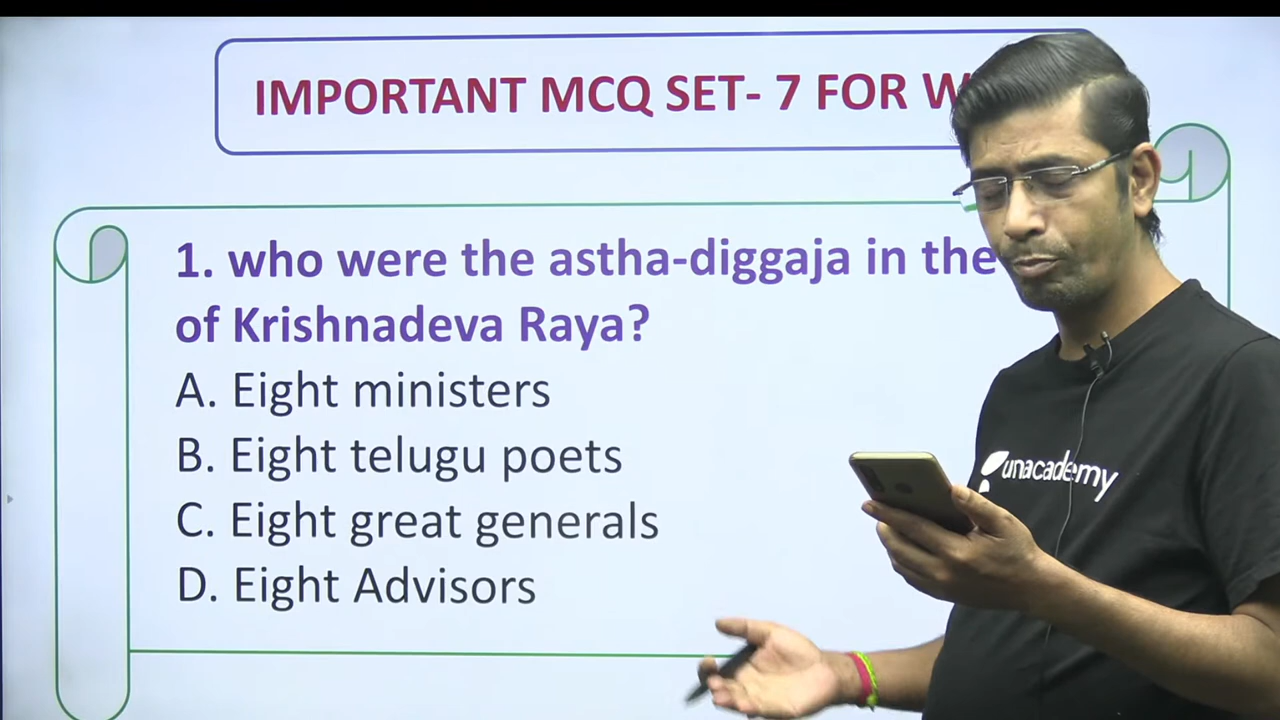 IMPORTANT MCQ SET- 7 FOR
1. who were the astha-diggaja in the
of Krishnadeva Raya?
A. Eight ministers
B. Eight telugu poets
C. Eight great generals
D. Eight Advisors
unacademy